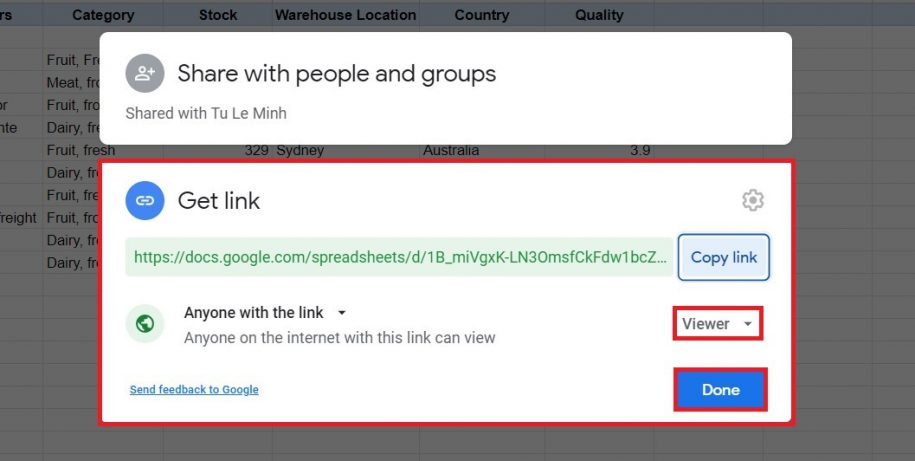 rs Category Stock Warehouse Location Country Quality
Share with people and groups
Shared with Tu Le Minh
Fruit, Fre
Meat, fro
or Fruit, fro
nte Dairy, fre
Fruit, fresh 329 Sydney Australia 3.9
Dairy, fre
Fruit, fre
freight Fruit, fro
Dairy, fre
Dairy, fre
Get link
https://docs.google.com/spreadsheets/d/1B_miVgxK-LN3OmsfCkFdw1bcZ... Copy link
Anyone with the link Viewer
Anyone on the internet with this link can view
Send feedback to Google Done